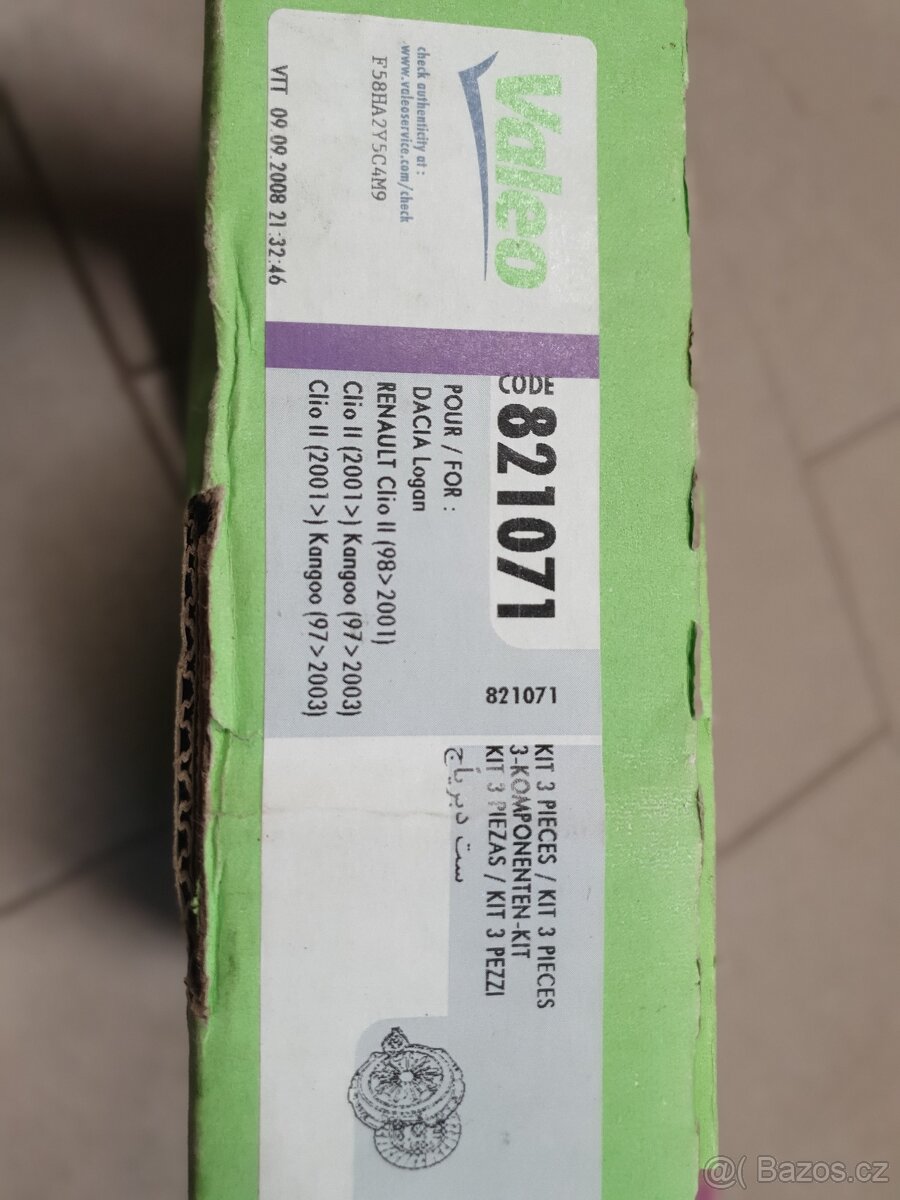 Valeo
check authenticity at :
www.valeoservice.com/check
F58HA2Y5C4M9
VTT 09.09.2008 21:32:46
CODE
821071
POUR / FOR :
DACIA Logan
RENAULT Clio II (98>2001)
Clio II (2001>) Kangoo (97>2003)
Clio II (2001>) Kangoo (97>2003)
821071
KIT 3 PIECES / KIT 3 PIECES
3-KOMPONENTEN-KIT
KIT 3 PIEZAS / KIT 3 PEZZI
ست دبرياج
@( Bazos.cz